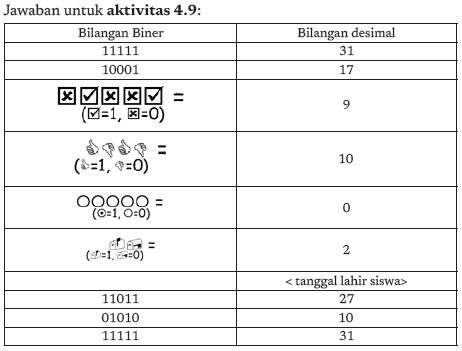 Jawaban untuk aktivitas 4.9:
Bilangan Biner Bilangan desimal
11111 31
10001 17
☒☑☒☒☑ = 9
(☑=1, ☒=0)
👍👎👍👎 = 10
(👍=1, 👎=0)
○○○○○ = 0
(⦿=1, ○=0)
📬📪 = 2
(📬=1, 📪=0)
< tanggal lahir siswa>
11011 27
01010 10
11111 31